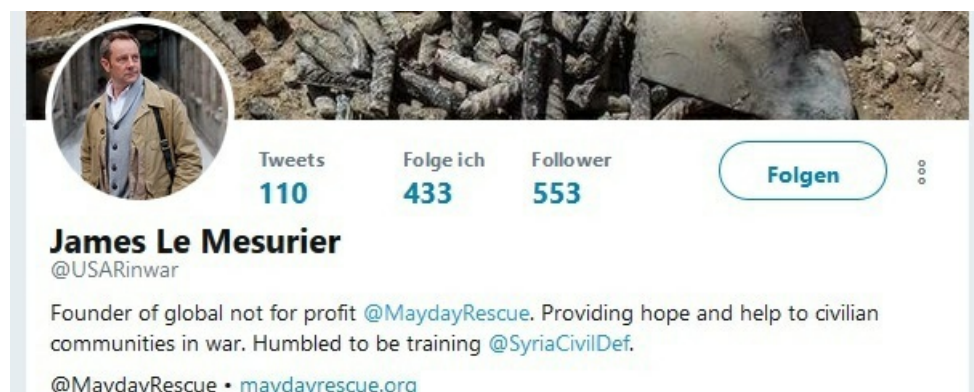 Tweets Folge ich Follower
110 433 553
Folgen
James Le Mesurier
@USARinwar
Founder of global not for profit @MaydayRescue. Providing hope and help to civilian
communities in war. Humbled to be training @SyriaCivilDef.
@MaydayRescue • maydayrescue.org